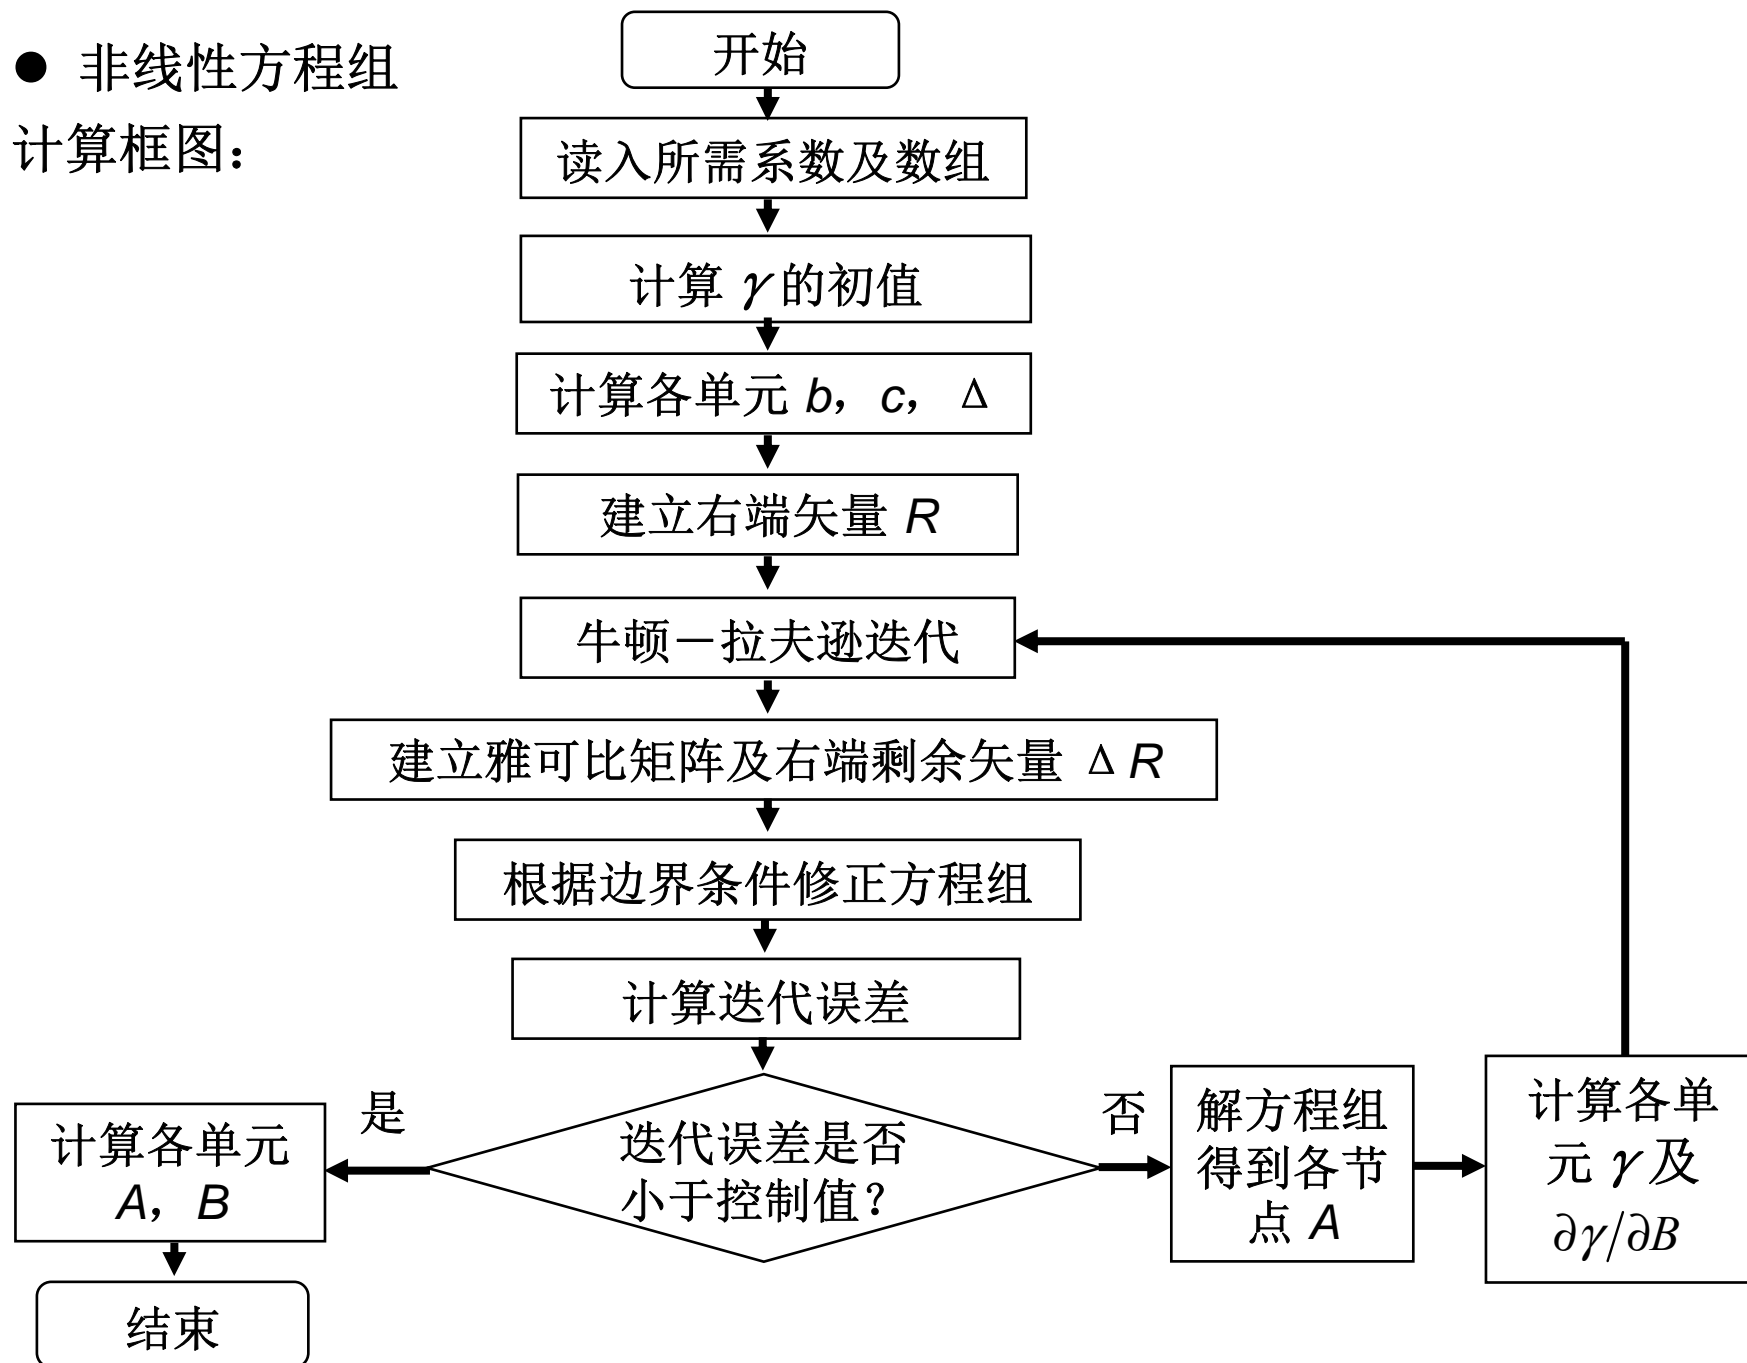 ● 非线性方程组
计算框图：
开始
读入所需系数及数组
计算 γ 的初值
计算各单元 b，c，Δ
建立右端矢量 R
牛顿－拉夫逊迭代
建立雅可比矩阵及右端剩余矢量 Δ R
根据边界条件修正方程组
计算迭代误差
迭代误差是否
小于控制值？
是
计算各单元
A，B
结束
否
解方程组
得到各节
点 A
计算各单
元 γ 及
∂γ/∂B